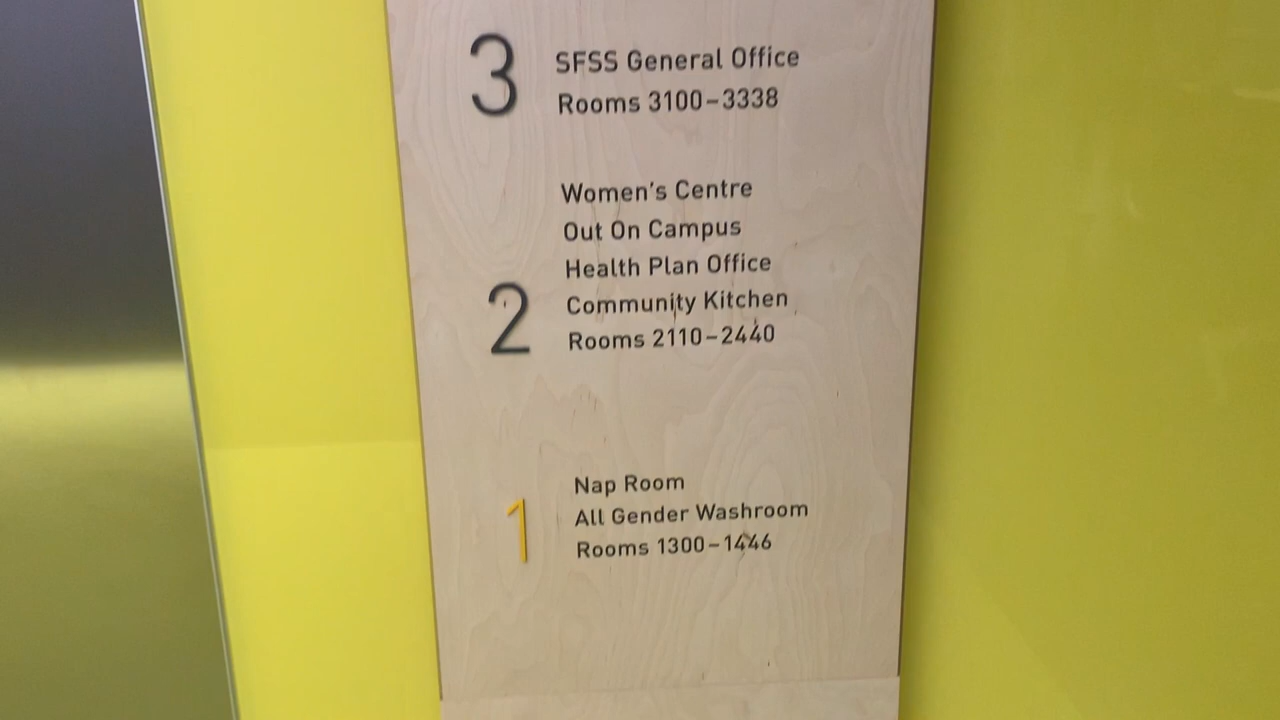 3
SFSS General Office
Rooms 3100–3338
2
Women's Centre
Out On Campus
Health Plan Office
Community Kitchen
Rooms 2110–2440
1
Nap Room
All Gender Washroom
Rooms 1300–1446